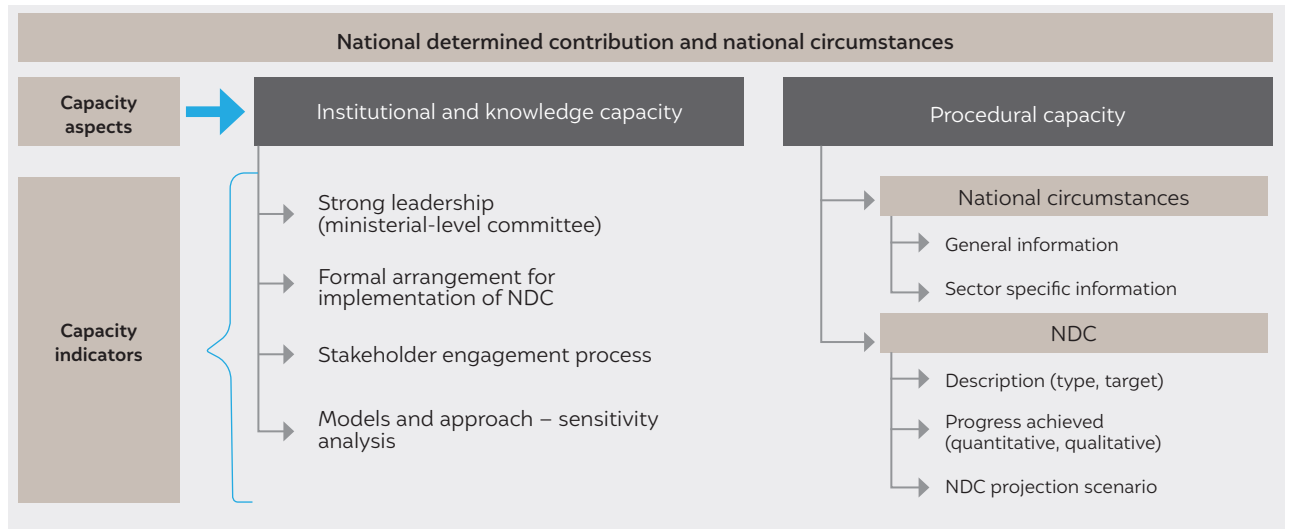 National determined contribution and national circumstances
Capacity
aspects
Institutional and knowledge capacity
Procedural capacity
Capacity
indicators
Strong leadership
(ministerial-level committee)
Formal arrangement for
implementation of NDC
Stakeholder engagement process
Models and approach – sensitivity
analysis
National circumstances
General information
Sector specific information
NDC
Description (type, target)
Progress achieved
(quantitative, qualitative)
NDC projection scenario